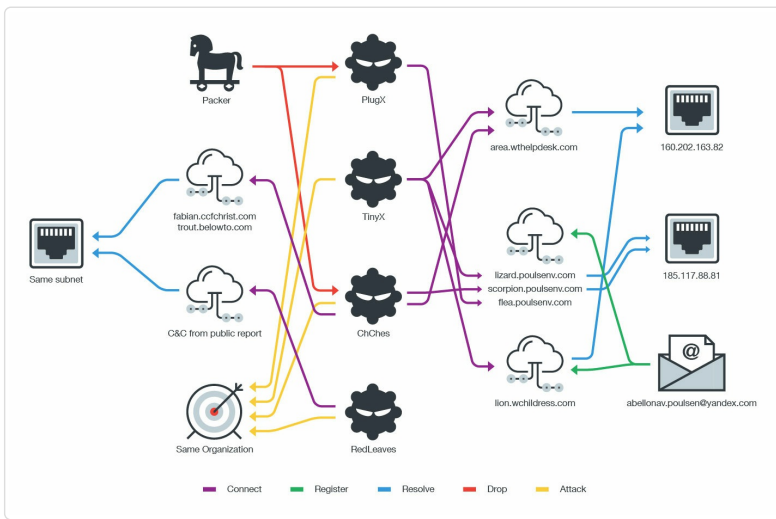 Packer
PlugX
area.wthelpdesk.com
160.202.163.82
fabian.ccfchrist.com
trout.belowto.com
TinyX
Same subnet
lizard.poulsenv.com
scorpion.poulsenv.com
flea.poulsenv.com
185.117.88.81
C&C from public report
ChChes
@
lion.wchildress.com
abellonav.poulsen@yandex.com
Same Organization
RedLeaves
Connect
Register
Resolve
Drop
Attack